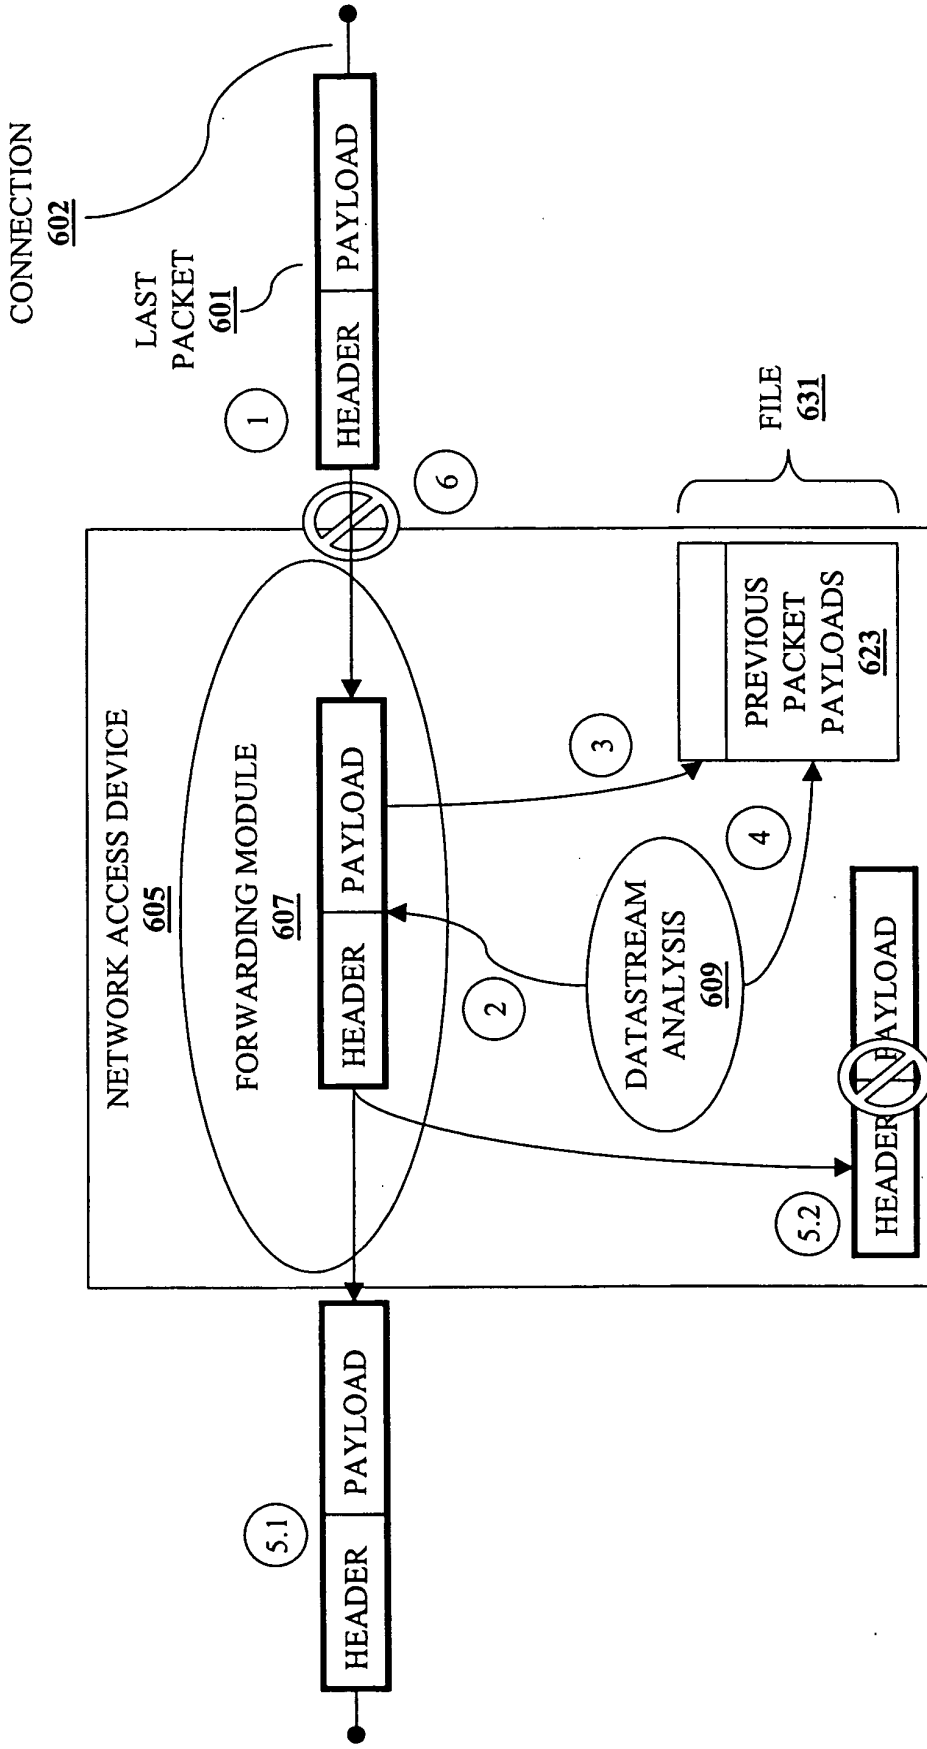 CONNECTION
602
LAST
PACKET
601
1
HEADER
PAYLOAD
6
NETWORK ACCESS DEVICE
605
FORWARDING MODULE
607
HEADER
PAYLOAD
2
3
DATASTREAM
ANALYSIS
609
4
PREVIOUS
PACKET
PAYLOADS
623
FILE
631
5.1
HEADER
PAYLOAD
5.2
HEADER
PAYLOAD